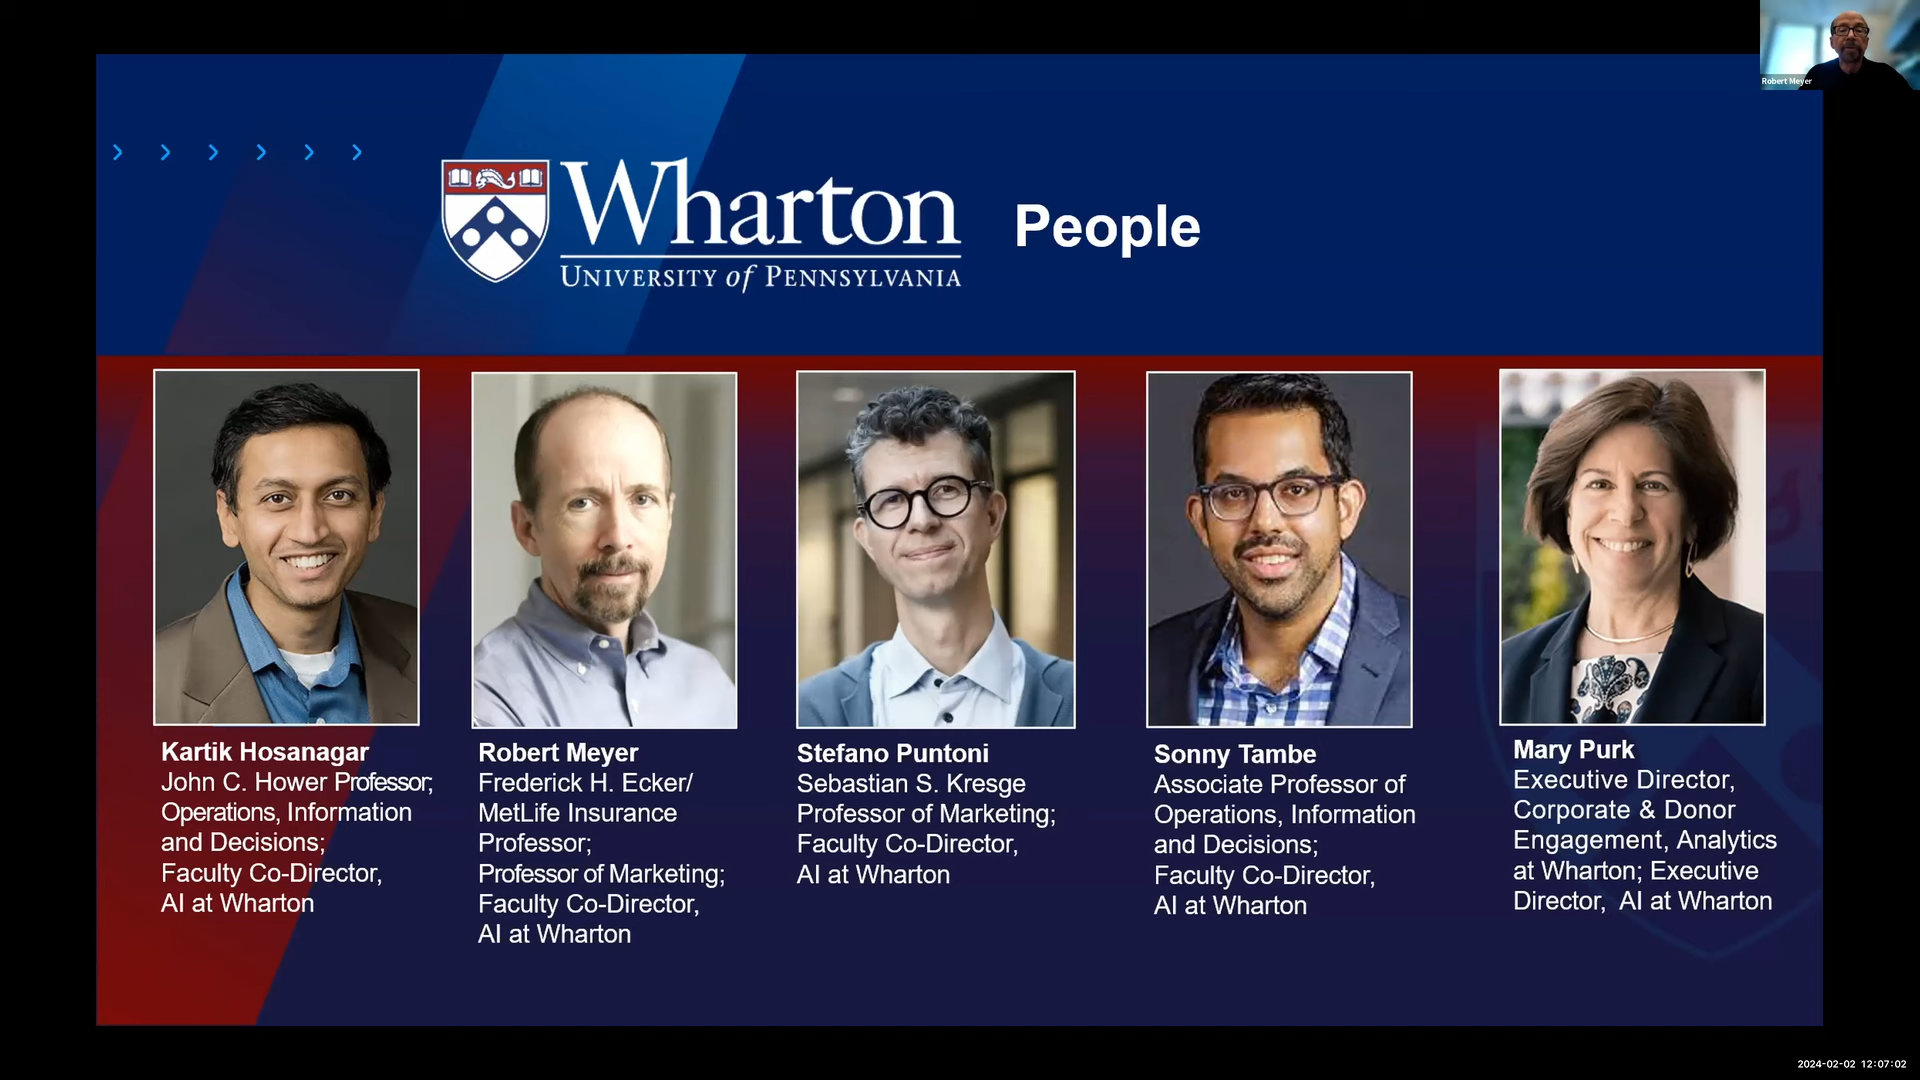 Robert Meyer
Wharton
UNIVERSITY of PENNSYLVANIA
People
Kartik Hosanagar
John C. Hower Professor;
Operations, Information
and Decisions;
Faculty Co-Director,
AI at Wharton
Robert Meyer
Frederick H. Ecker/
MetLife Insurance
Professor;
Professor of Marketing;
Faculty Co-Director,
AI at Wharton
Stefano Puntoni
Sebastian S. Kresge
Professor of Marketing;
Faculty Co-Director,
AI at Wharton
Sonny Tambe
Associate Professor of
Operations, Information
and Decisions;
Faculty Co-Director,
AI at Wharton
Mary Purk
Executive Director,
Corporate & Donor
Engagement, Analytics
at Wharton; Executive
Director, AI at Wharton
2024-02-02 12:07:02